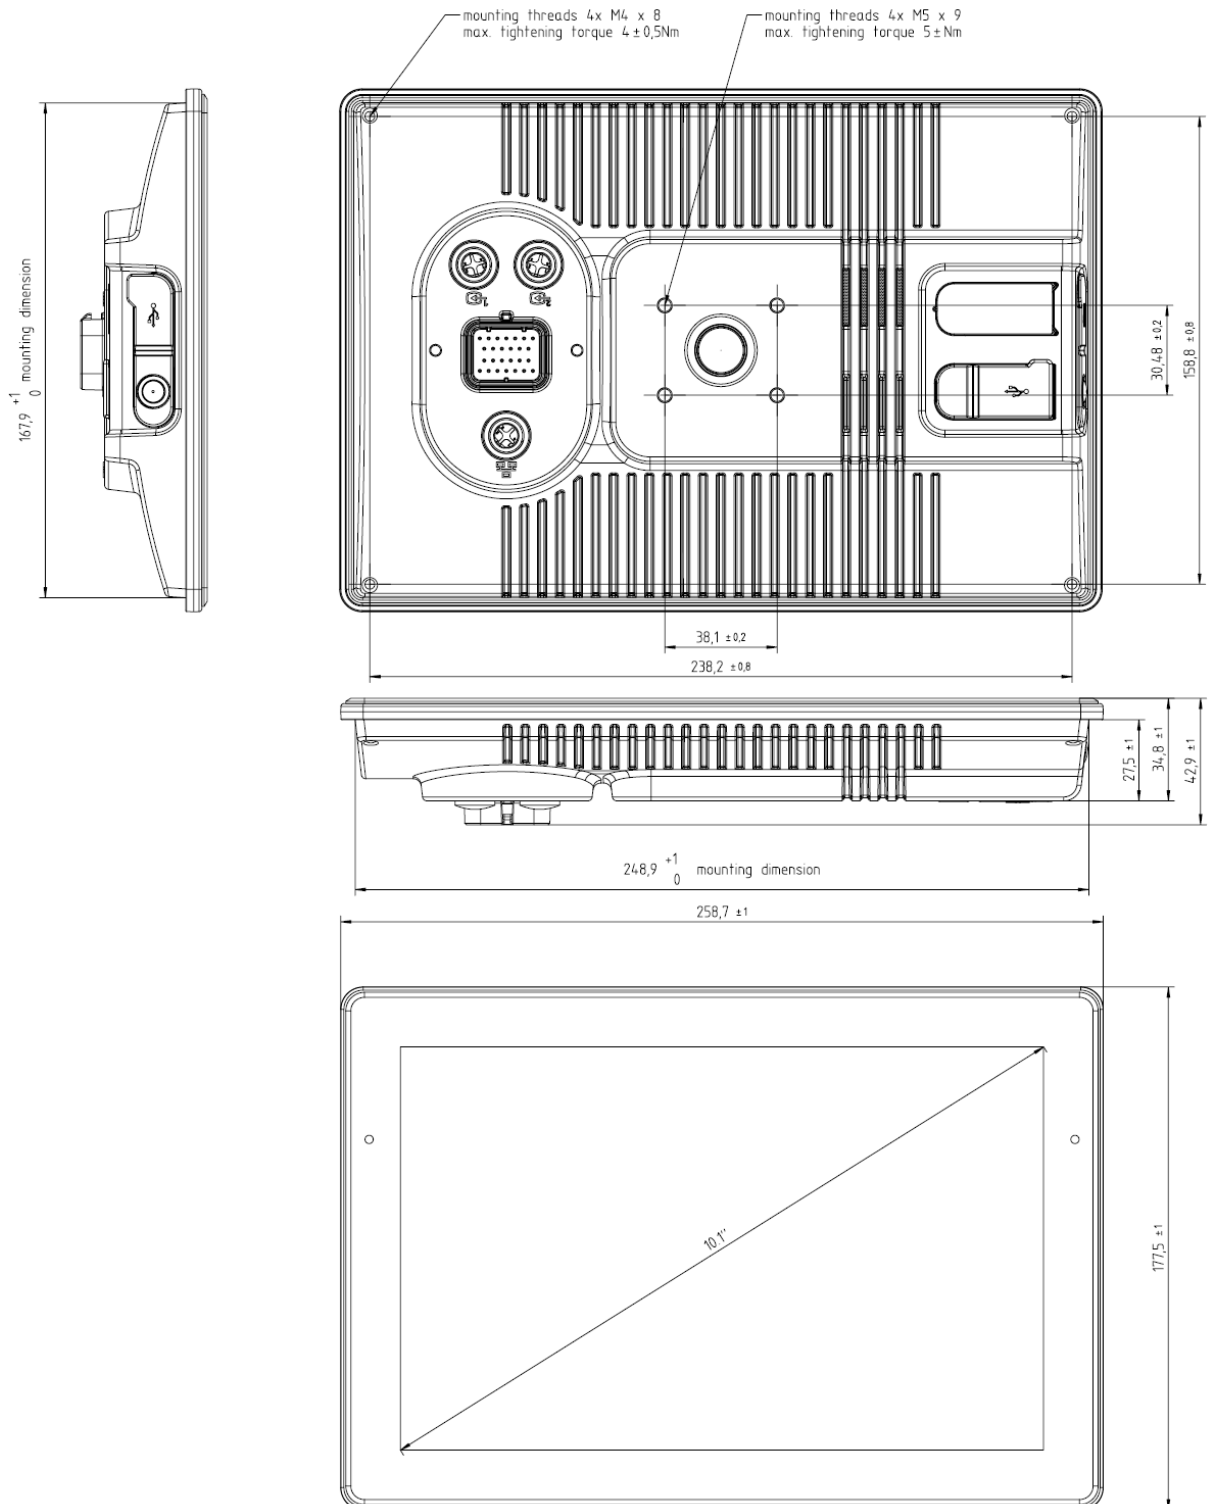 mounting threads 4x M4 x 8
max. tightening torque 4 ± 0,5Nm
mounting threads 4x M5 x 9
max. tightening torque 5 ± Nm
167,9 +1 0 mounting dimension
1
2
30,48 ±0,2
158,8 ±0,8
38,1 ±0,2
238,2 ±0,8
27,5 ±1
34,8 ±1
42,9 ±1
248,9 +1 0 mounting dimension
258,7 ±1
10.1"
177,5 ±1